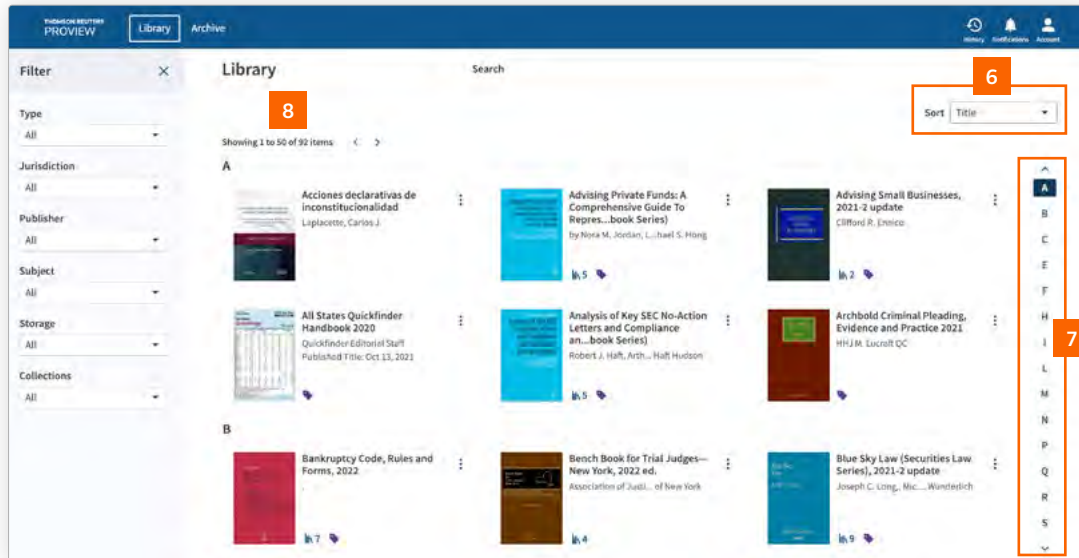 THOMSON REUTERS
PROVIEW
Library
Archive
History
Notifications
Account
Filter
×
Type
All
Jurisdiction
All
Publisher
All
Subject
All
Storage
All
Collections
All
Library
Search
6
Sort
Title
8
Showing 1 to 50 of 92 items < >
A
Acciones declarativas de
inconstitucionalidad
Laplacette, Carlos J.
Advising Private Funds: A
Comprehensive Guide To
Repres...book Series)
by Nora M. Jordan, L...hael S. Hong
5
Advising Small Businesses,
2021-2 update
Clifford R. Ennico
2
All States Quickfinder
Handbook 2020
Quickfinder Editorial Staff
Published Title: Oct 13, 2021
Analysis of Key SEC No-Action
Letters and Compliance
an...book Series)
Robert J. Haft, Arth... Haft Hudson
5
Archbold Criminal Pleading,
Evidence and Practice 2021
HHJ M. Lucraft QC
B
Bankruptcy Code, Rules and
Forms, 2022
.
7
Bench Book for Trial Judges—
New York, 2022 ed.
Association of Justi... of New York
4
Blue Sky Law (Securities Law
Series), 2021-2 update
Joseph C. Long, Mic... Wunderlich
9
A
B
C
E
F
H
I
7
L
M
N
P
Q
R
S